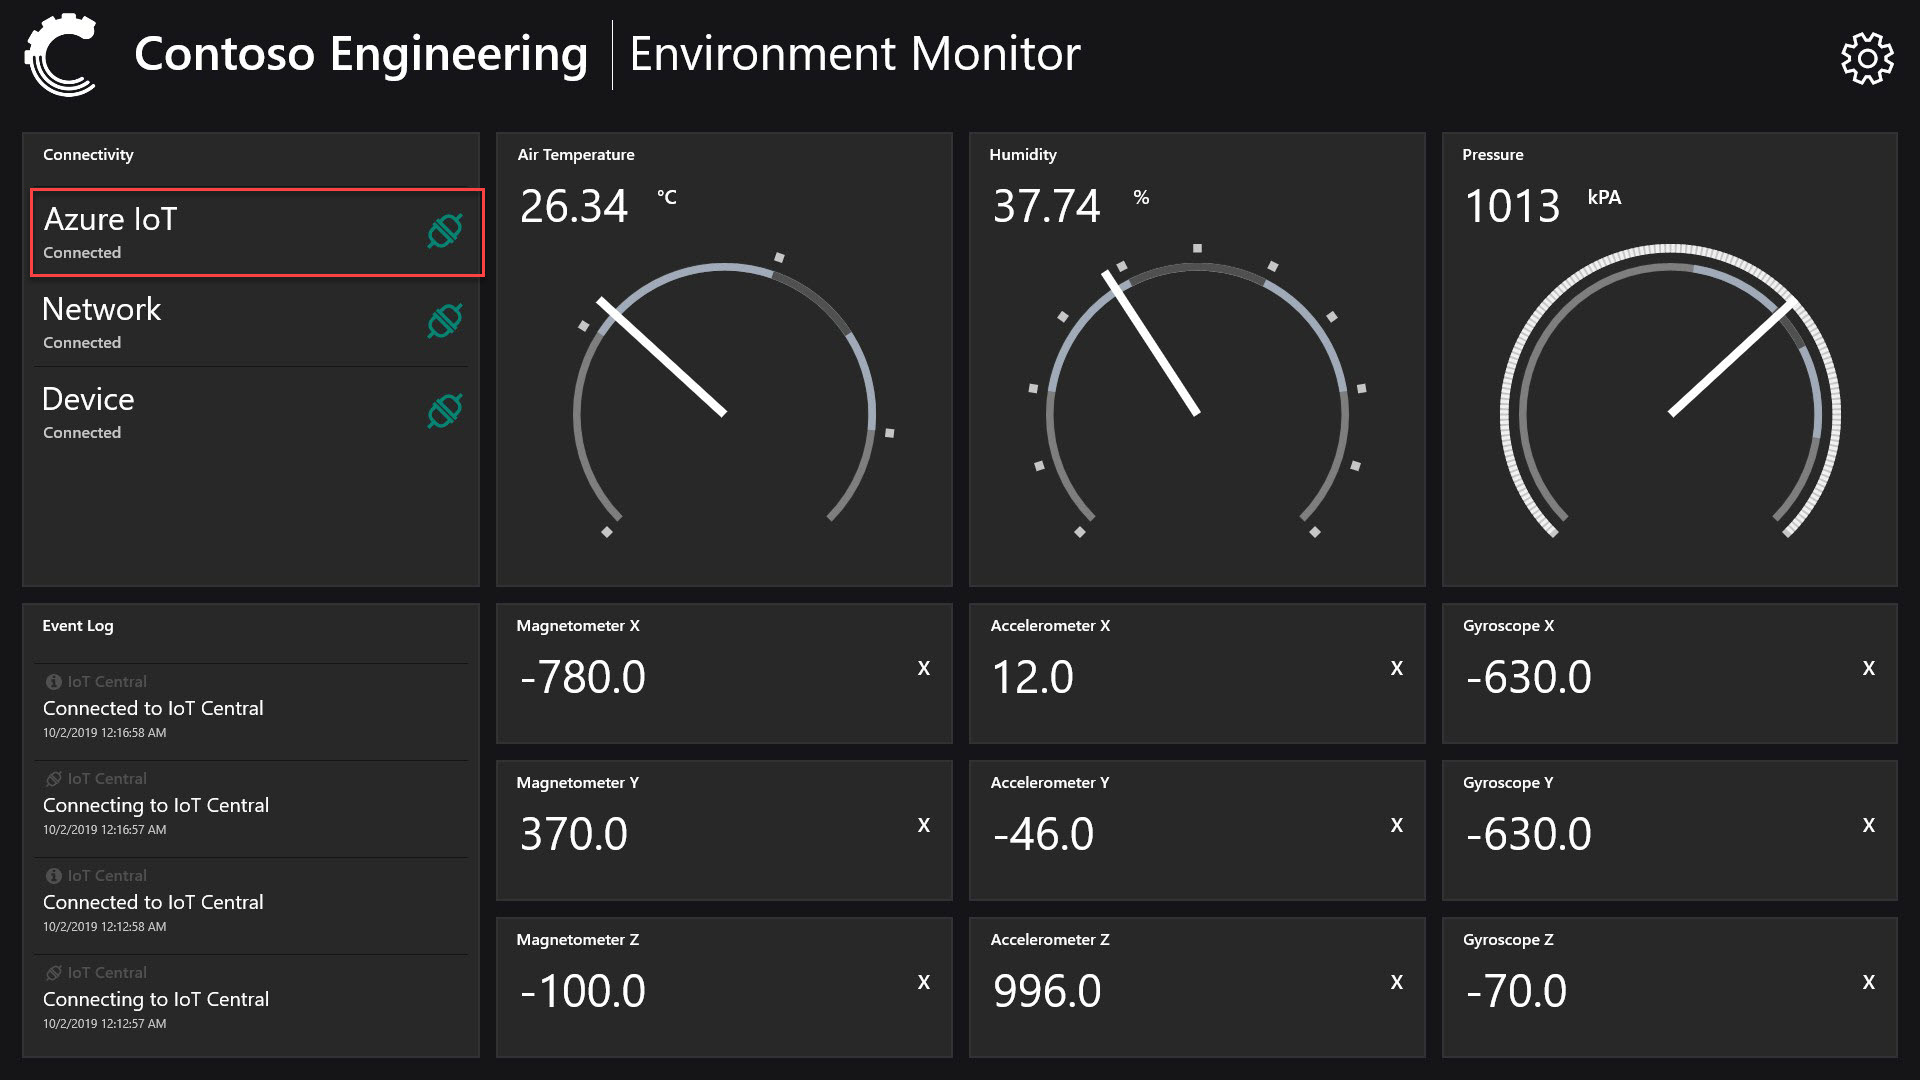 Contoso Engineering
Environment Monitor
Connectivity
Azure IoT
Connected
Network
Connected
Device
Connected
Air Temperature
26.34 °C
Humidity
37.74 %
Pressure
1013 kPA
Event Log
IoT Central
Connected to IoT Central
10/2/2019 12:16:58 AM
IoT Central
Connecting to IoT Central
10/2/2019 12:16:57 AM
IoT Central
Connected to IoT Central
10/2/2019 12:12:58 AM
IoT Central
Connecting to IoT Central
10/2/2019 12:12:57 AM
Magnetometer X
-780.0 X
Accelerometer X
12.0 X
Gyroscope X
-630.0 X
Magnetometer Y
370.0 X
Accelerometer Y
-46.0 X
Gyroscope Y
-630.0 X
Magnetometer Z
-100.0 X
Accelerometer Z
996.0 X
Gyroscope Z
-70.0 X